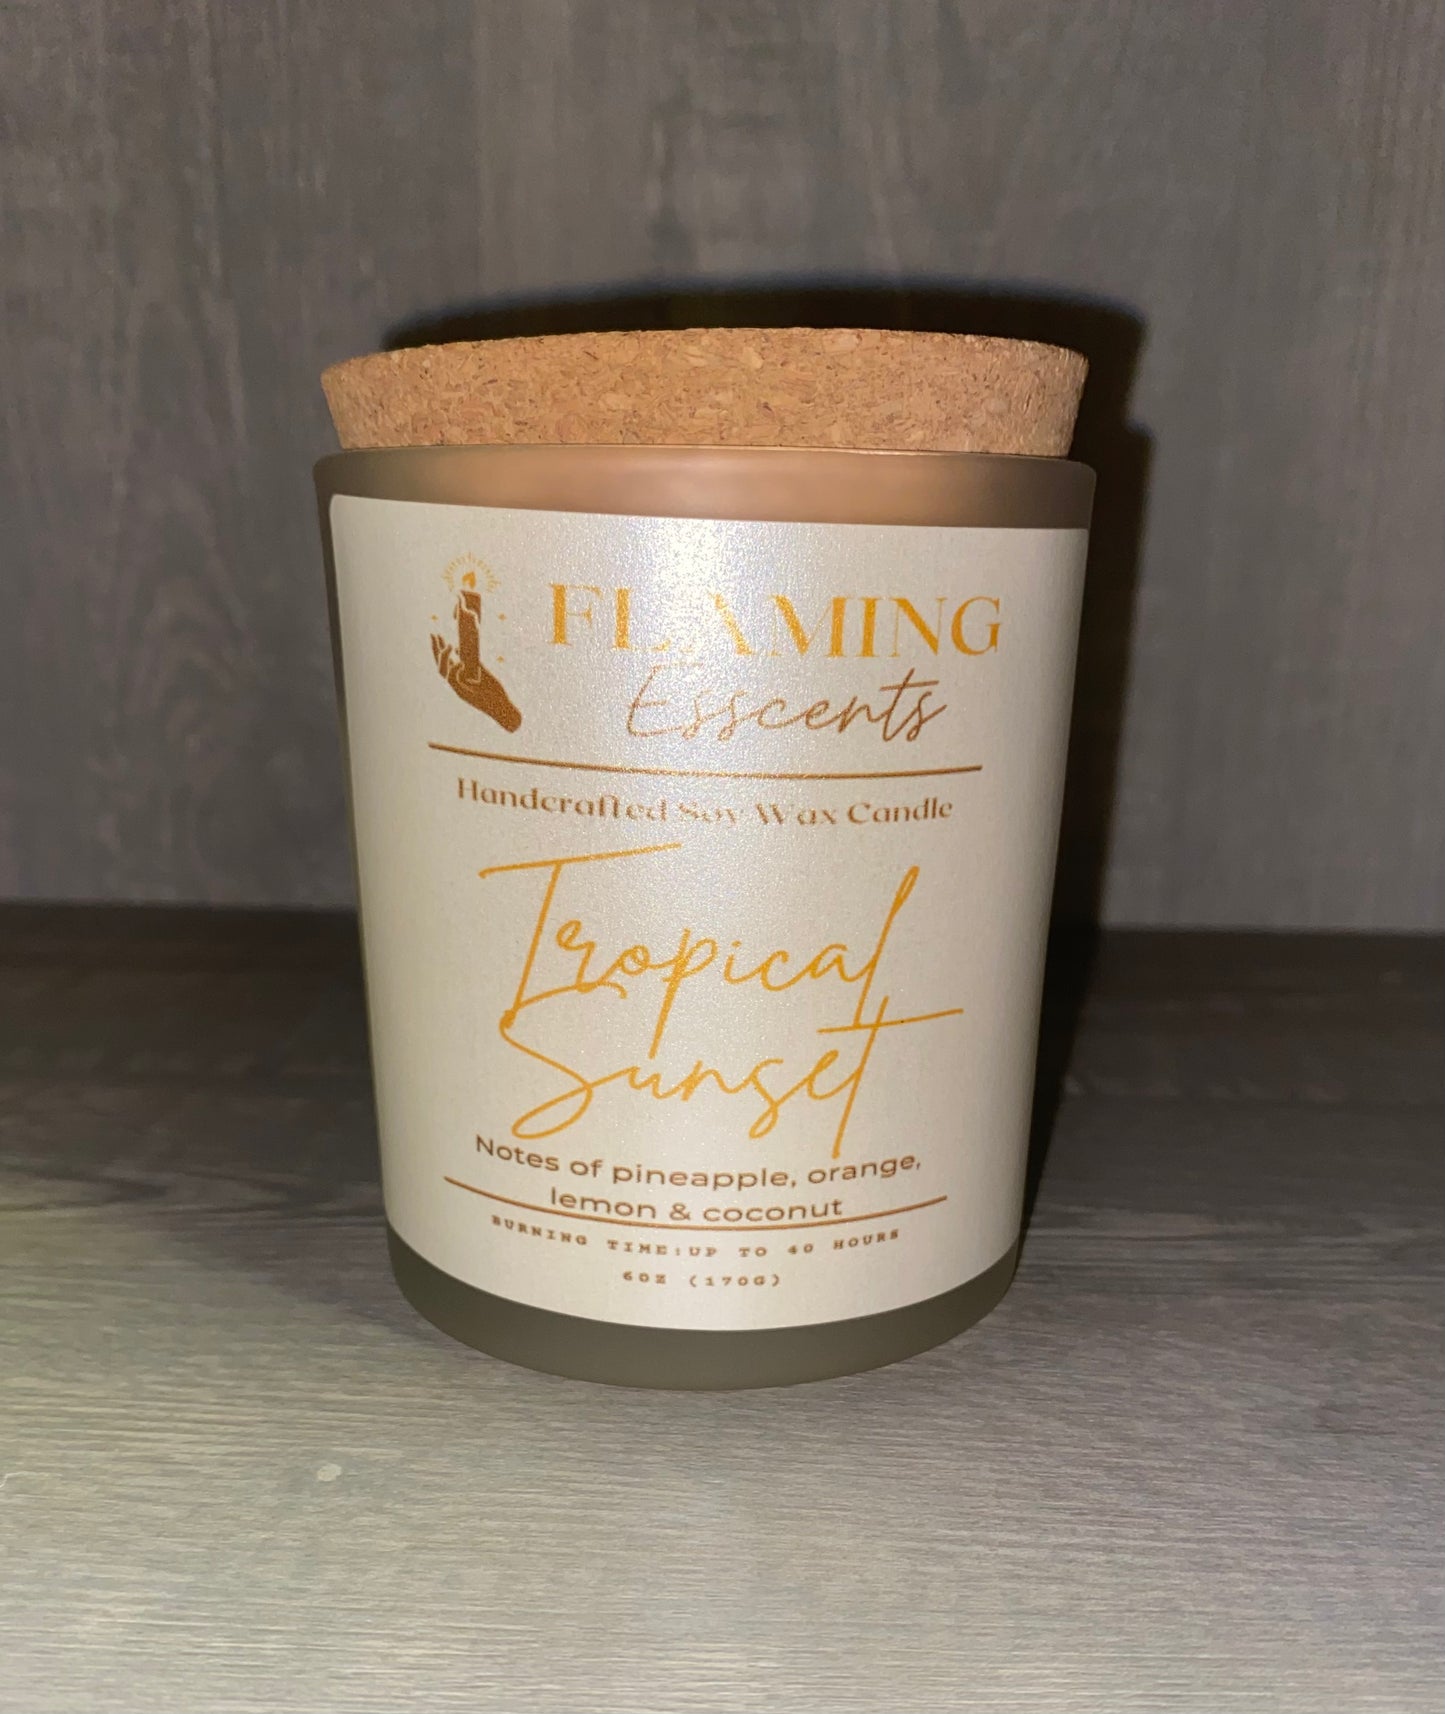 FLAMING
Esscents
Handcrafted Soy Wax Candle
Tropical
Sunset
Notes of pineapple, orange,
lemon & coconut
BURNING TIME:UP TO 40 HOURS
6OZ (170G)